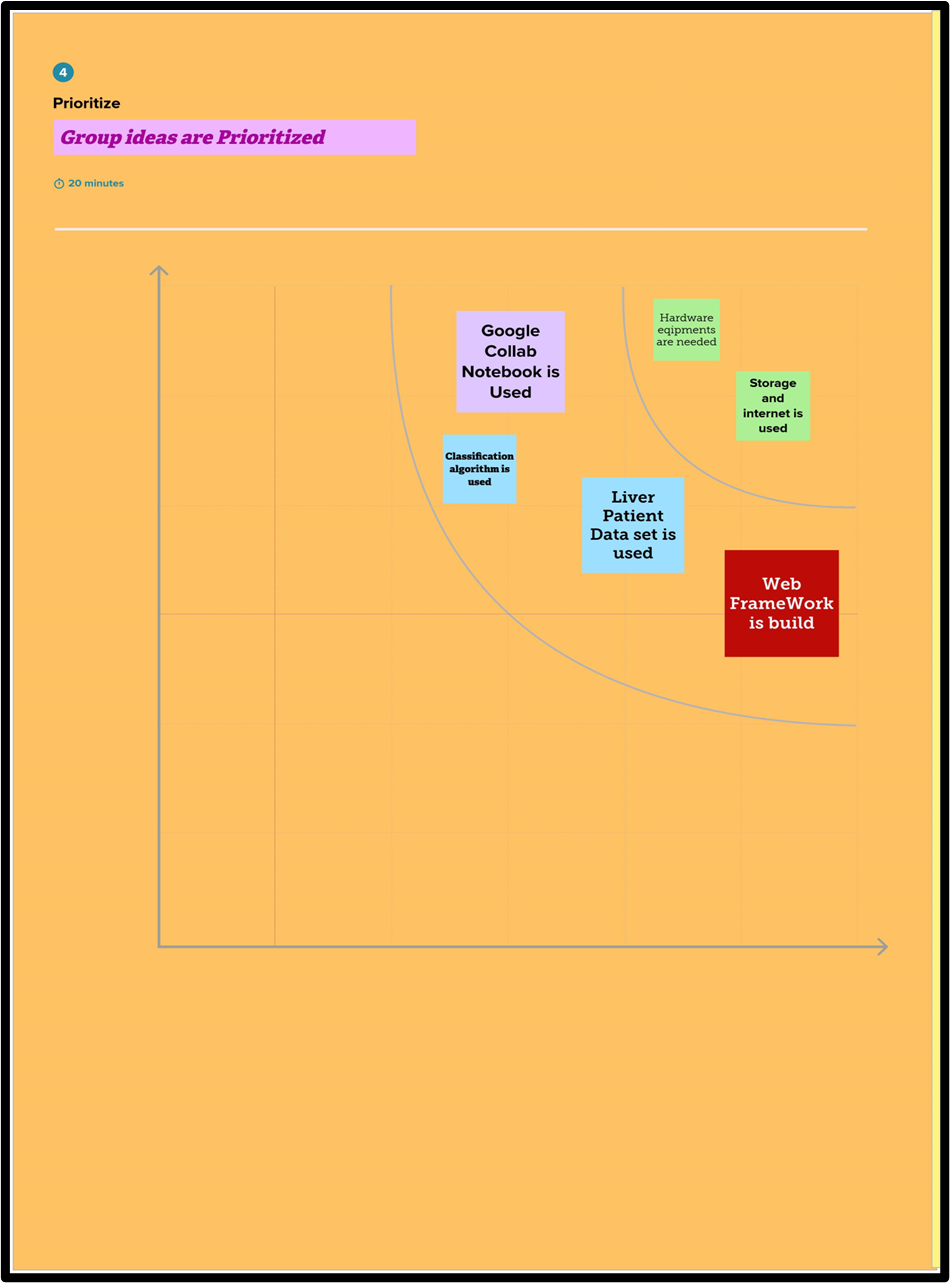 4
Prioritize
Group ideas are Prioritized
20 minutes
Google
Collab
Notebook is
Used
Hardware
eqipments
are needed
Storage
and
internet is
used
Classification
algorithm is
used
Liver
Patient
Data set is
used
Web
FrameWork
is build